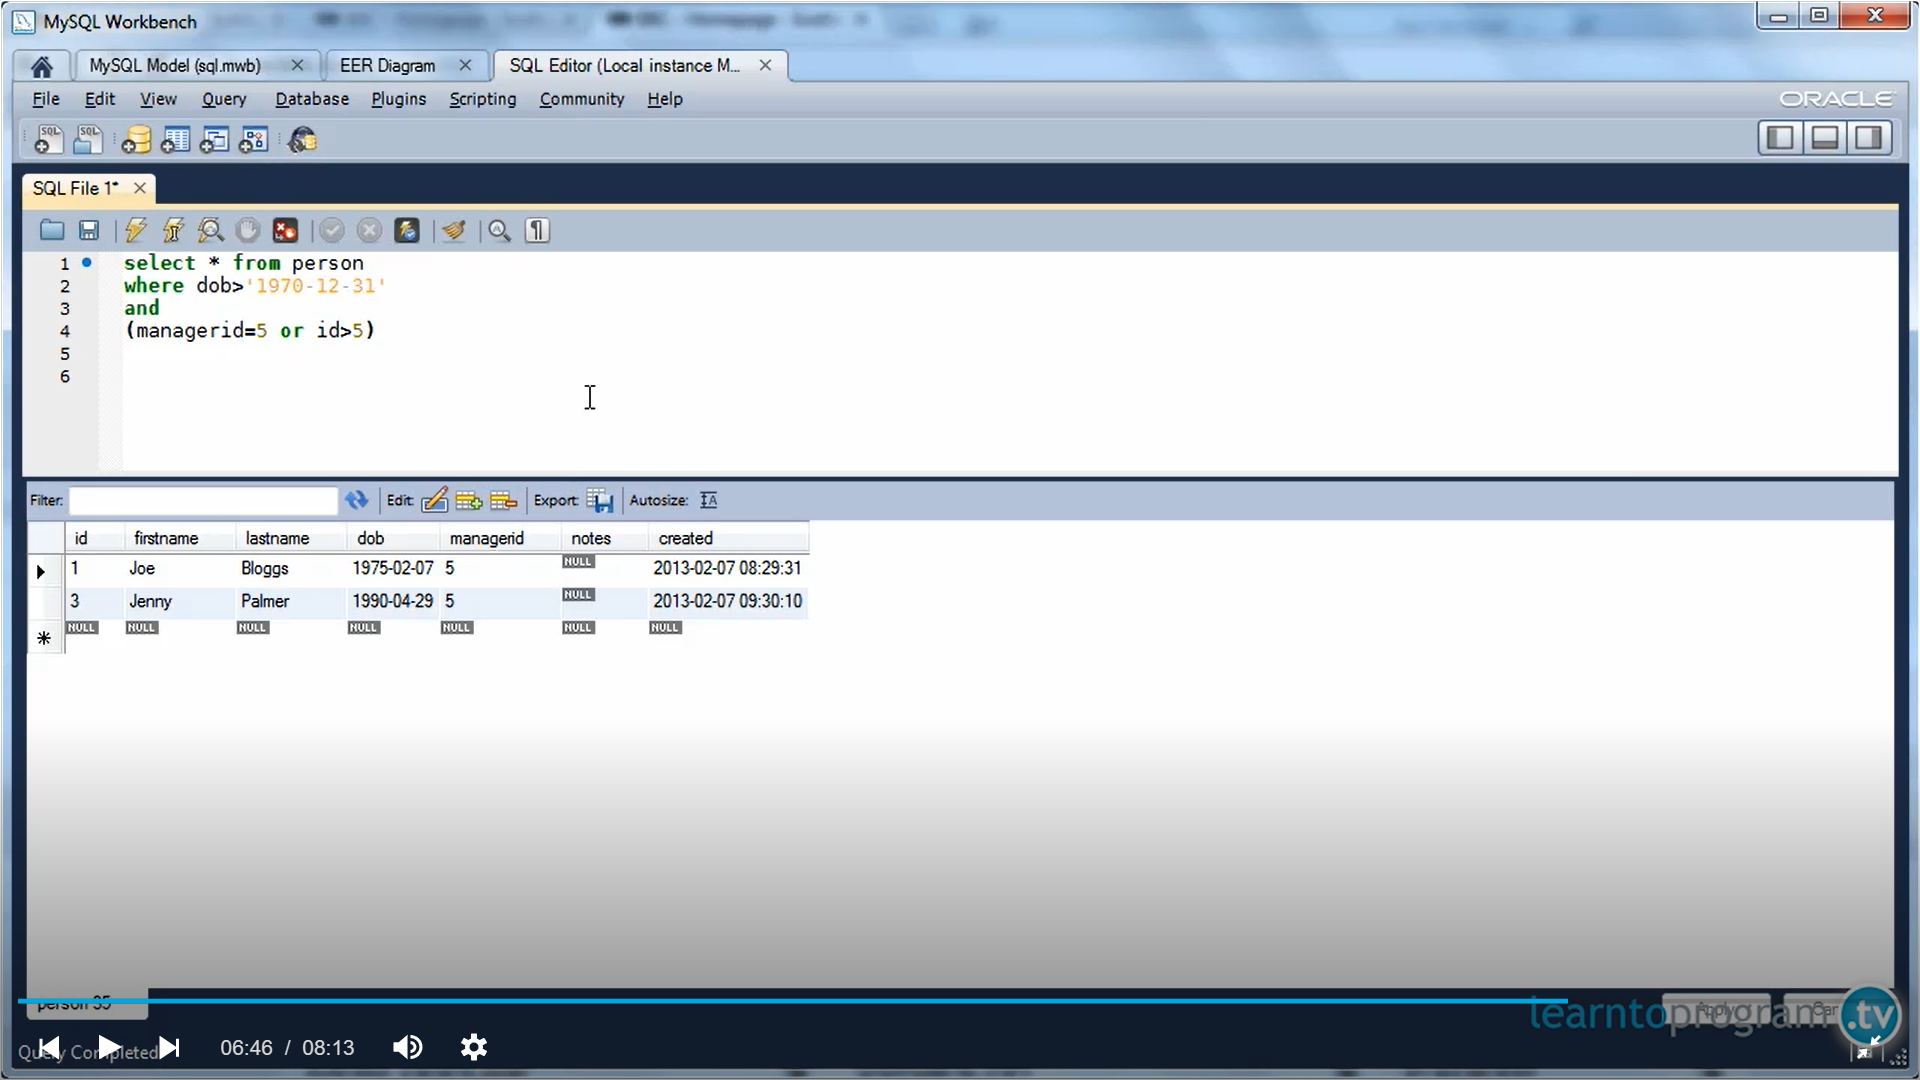 MySQL Workbench
MySQL Model (sql.mwb) EER Diagram SQL Editor (Local instance M...
File Edit View Query Database Plugins Scripting Community Help ORACLE
SQL SQL
SQL File 1*
1 select * from person
2 where dob>'1970-12-31'
3 and
4 (managerid=5 or id>5)
5
6
Filter: Edit: Export: Autosize:
id firstname lastname dob managerid notes created
1 Joe Bloggs 1975-02-07 5 NULL 2013-02-07 08:29:31
3 Jenny Palmer 1990-04-29 5 NULL 2013-02-07 09:30:10
NULL NULL NULL NULL NULL NULL NULL
person 35
Apply
learntoprogram.tv
06:46 / 08:13
Query Completed